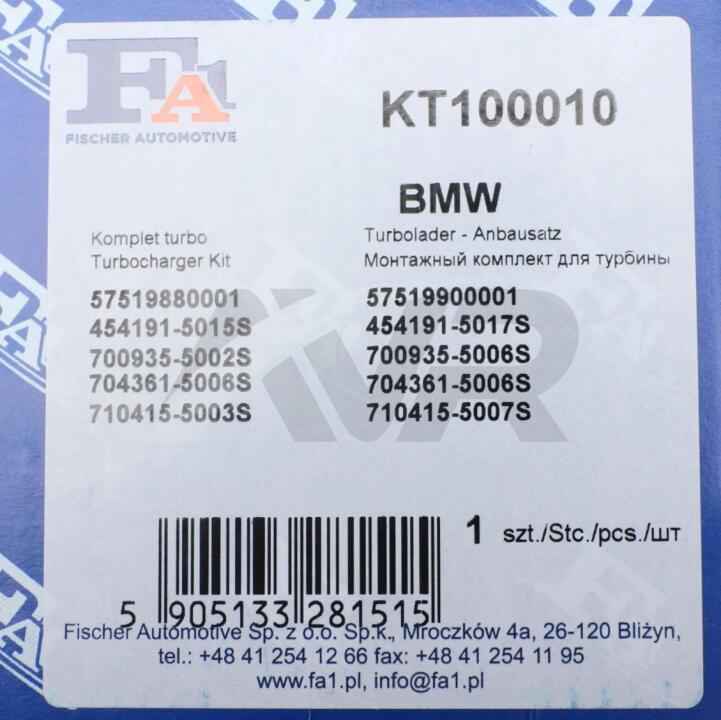 FA1
FISCHER AUTOMOTIVE
KT100010
BMW
Komplet turbo
Turbocharger Kit
Turbolader - Anbausatz
Монтажный комплект для турбины
57519880001
454191-5015S
700935-5002S
704361-5006S
710415-5003S
57519900001
454191-5017S
700935-5006S
704361-5006S
710415-5007S
1 szt./Stc./pcs./шт
5 905133 281515
Fischer Automotive Sp. z o.o. Sp.k., Mroczków 4a, 26-120 Bliżyn,
tel.: +48 41 254 12 66 fax: +48 41 254 11 95
www.fa1.pl, info@fa1.pl